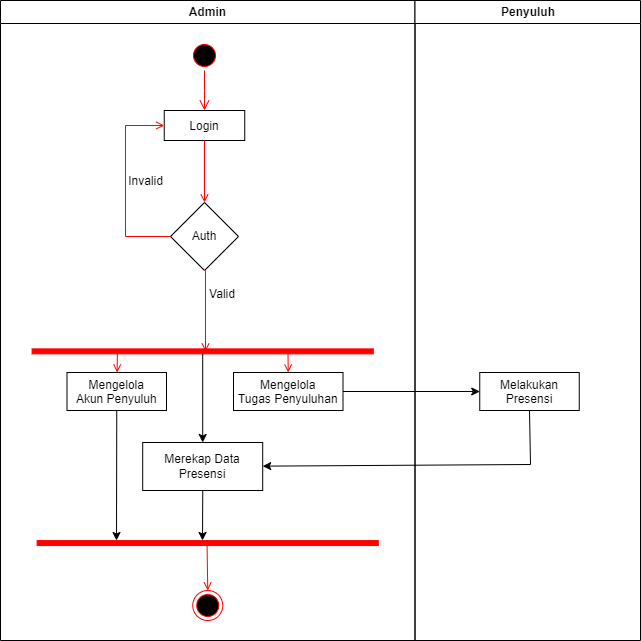 Admin
Penyuluh
Login
Invalid
Auth
Valid
Mengelola
Akun Penyuluh
Mengelola
Tugas Penyuluhan
Melakukan
Presensi
Merekap Data
Presensi